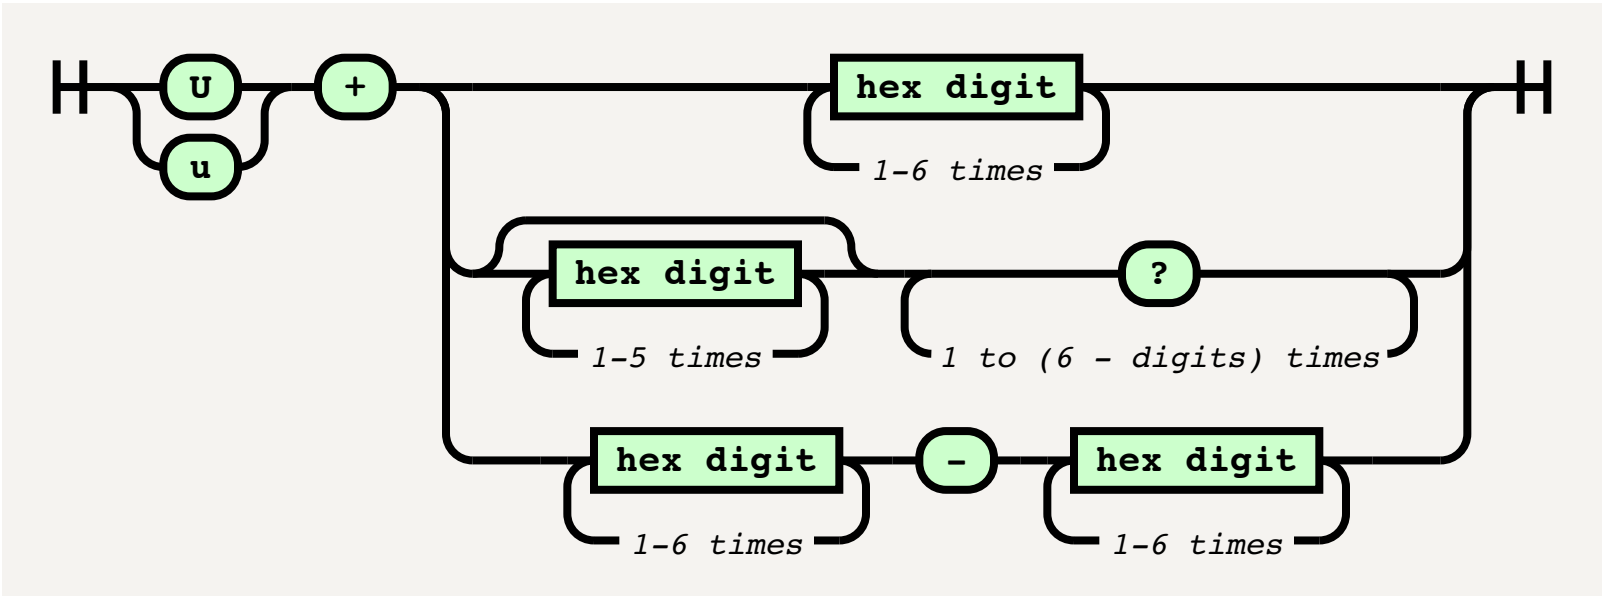 U + hex digit
u 1-6 times
hex digit ?
1-5 times 1 to (6 - digits) times
hex digit - hex digit
1-6 times 1-6 times